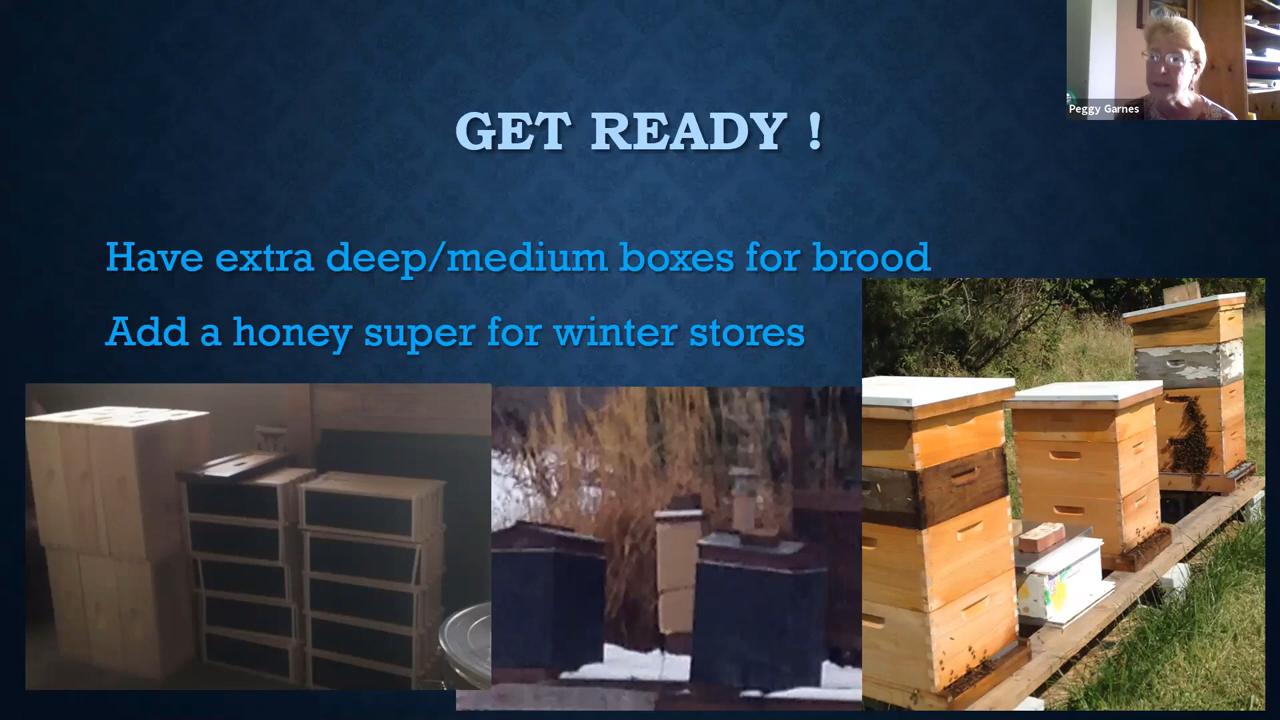 Peggy Garnes
GET READY !
Have extra deep/medium boxes for brood
Add a honey super for winter stores